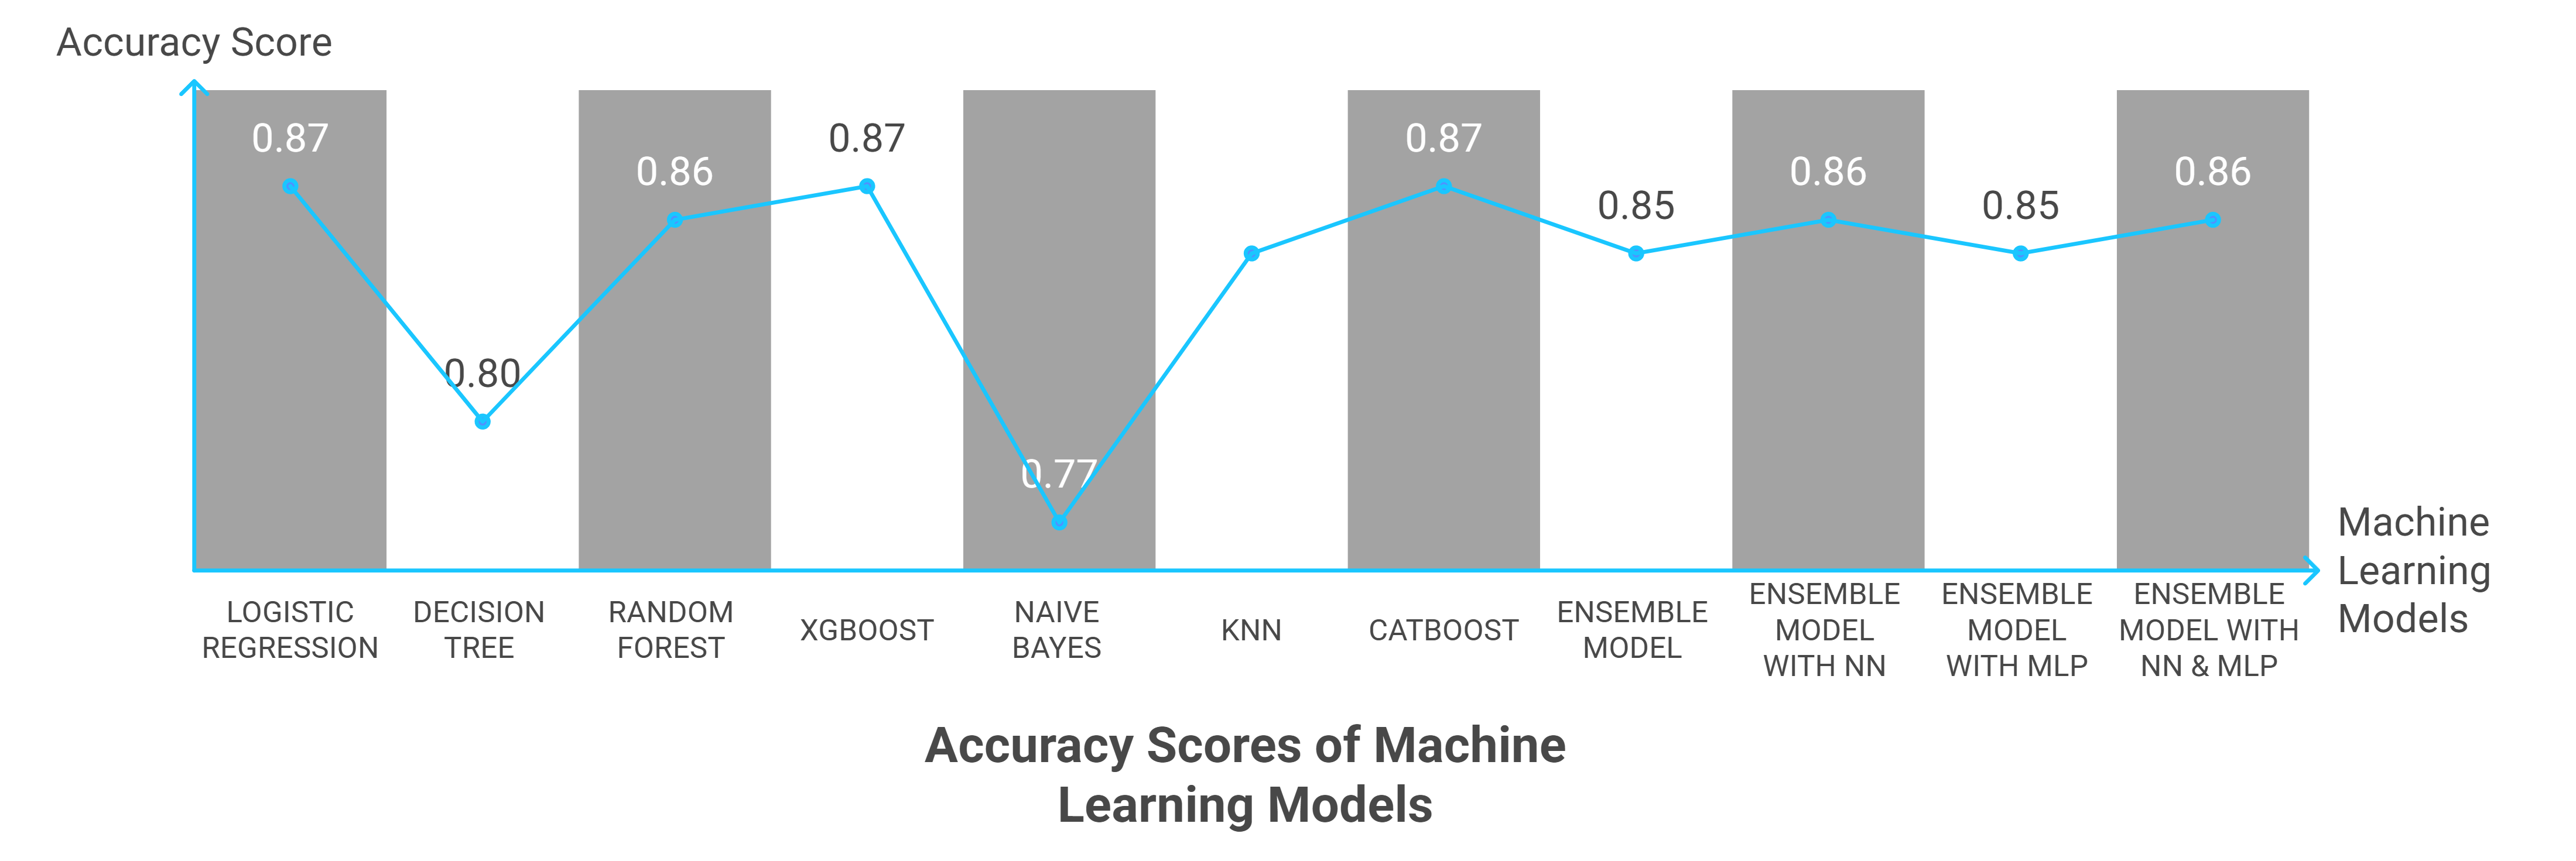 Accuracy Score
0.87
0.80
0.86
0.87
0.77
0.87
0.85
0.86
0.85
0.86
LOGISTIC
REGRESSION
DECISION
TREE
RANDOM
FOREST
XGBOOST
NAIVE
BAYES
KNN
CATBOOST
ENSEMBLE
MODEL
ENSEMBLE
MODEL
WITH NN
ENSEMBLE
MODEL
WITH MLP
ENSEMBLE
MODEL WITH
NN & MLP
Machine
Learning
Models
Accuracy Scores of Machine
Learning Models